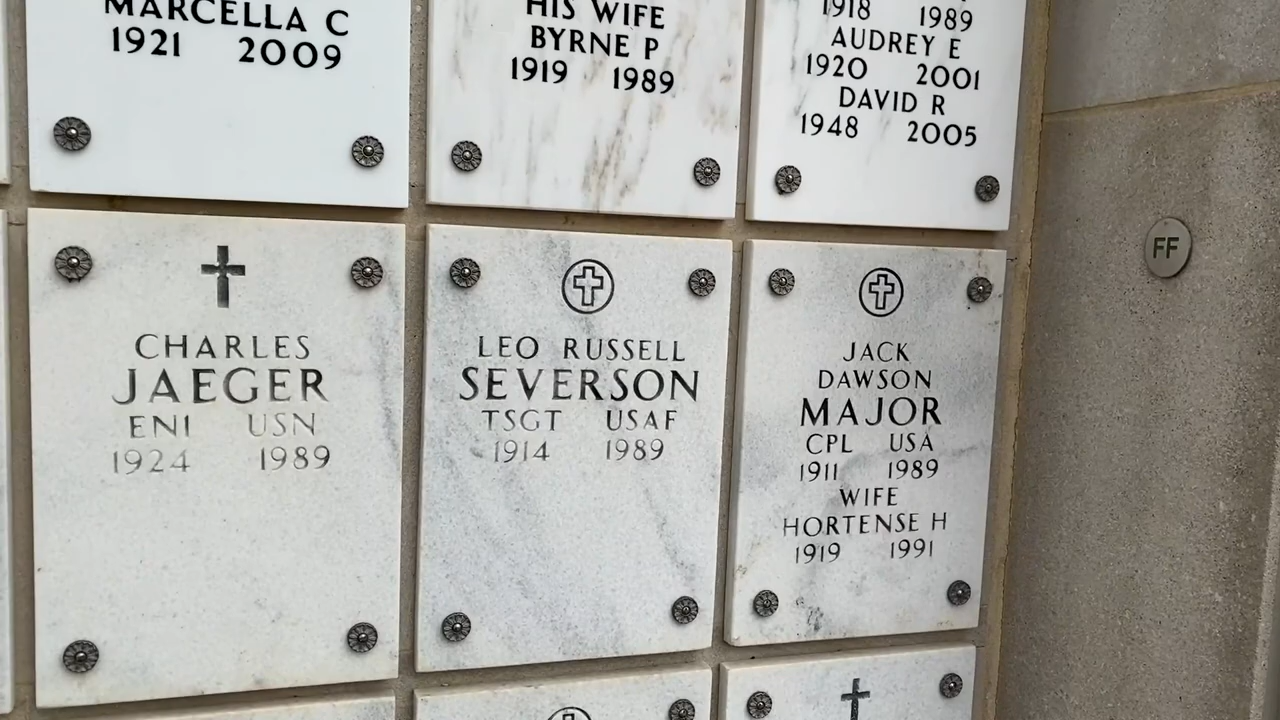 MARCELLA C
1921 2009
HIS WIFE
BYRNE P
1919 1989
1918 1989
AUDREY E
1920 2001
DAVID R
1948 2005
CHARLES
JAEGER
EN1 USN
1924 1989
LEO RUSSELL
SEVERSON
TSGT USAF
1914 1989
JACK
DAWSON
MAJOR
CPL USA
1911 1989
WIFE
HORTENSE H
1919 1991
FF